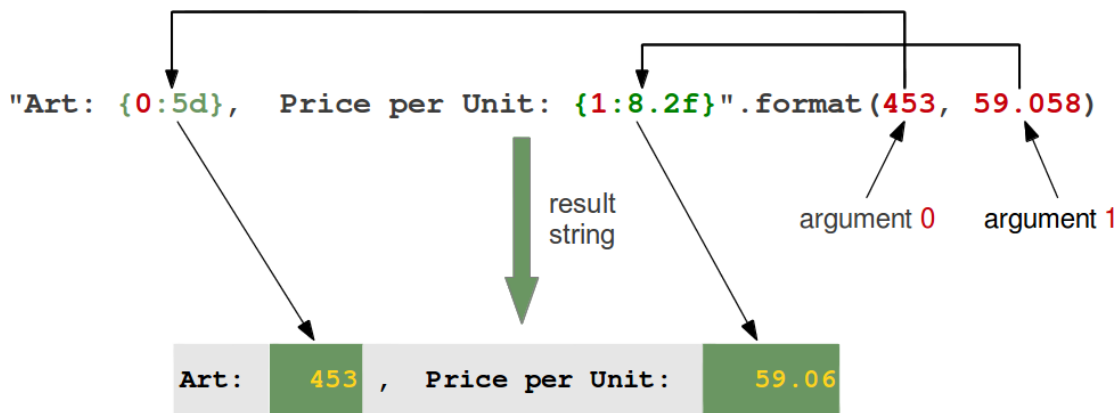 "Art: {0:5d},  Price per Unit: {1:8.2f}".format(453, 59.058)
result
string
argument 0
argument 1
Art:   453 ,  Price per Unit:    59.06